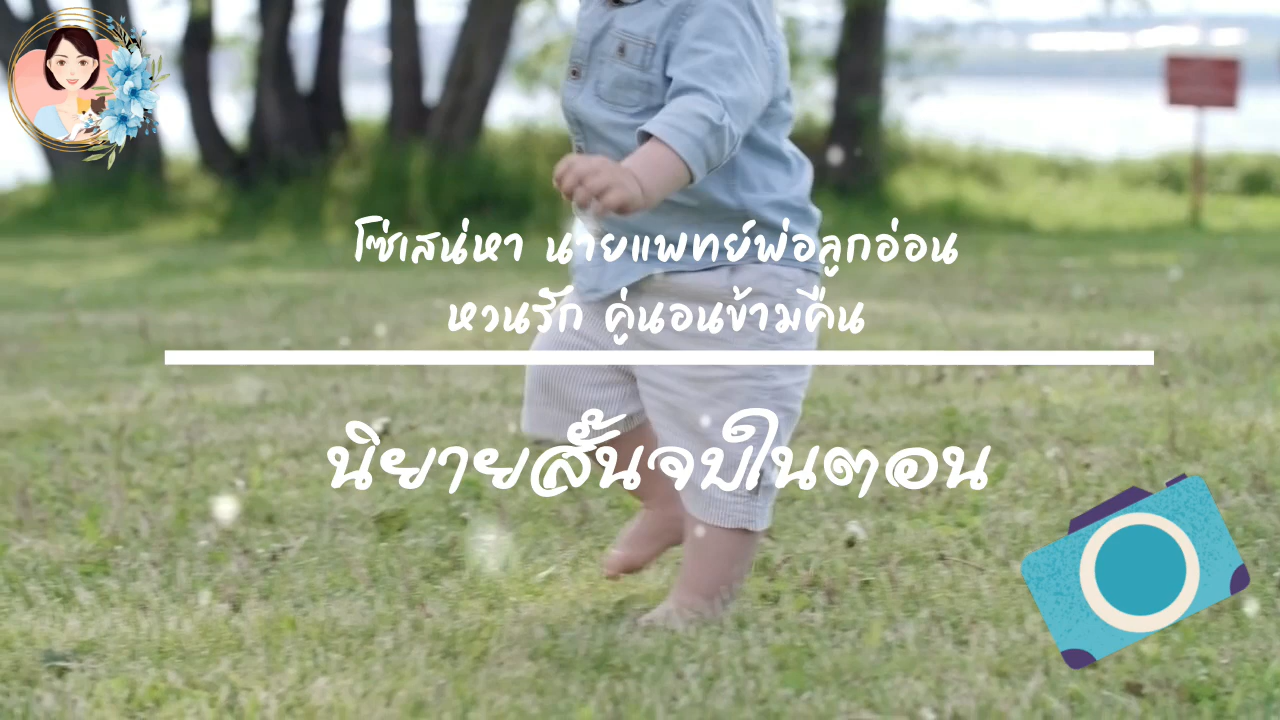 โซ่เสน่หา นายแพทย์พ่อลูกอ่อน
หวนรัก คู่นอนข้ามคืน
นิยายสั้นจบในตอน